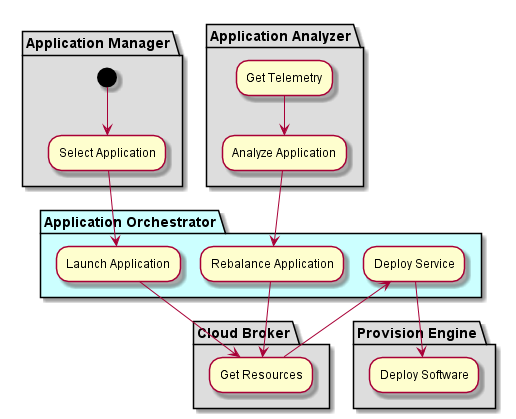 Application Manager
Application Analyzer
Get Telemetry
Select Application
Analyze Application
Application Orchestrator
Launch Application
Rebalance Application
Deploy Service
Cloud Broker
Provision Engine
Get Resources
Deploy Software